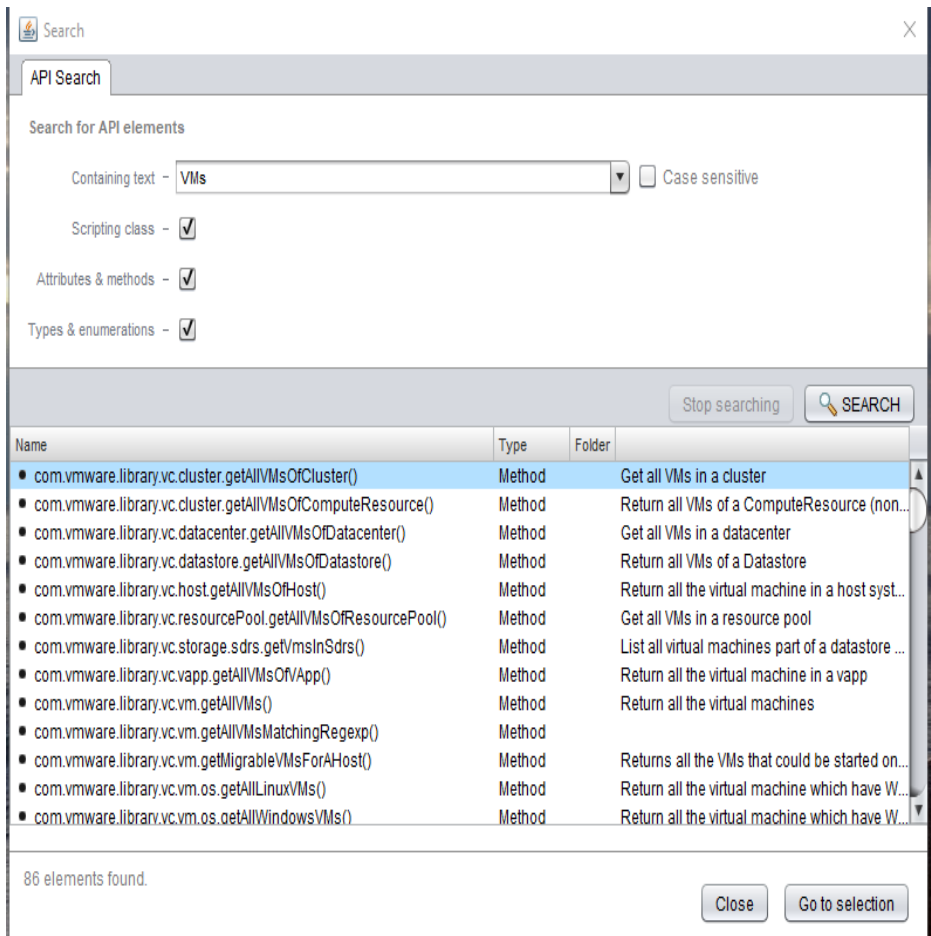 Search
API Search
Search for API elements
Containing text – VMs Case sensitive
Scripting class –
Attributes & methods –
Types & enumerations –
Stop searching SEARCH
Name Type Folder
com.vmware.library.vc.cluster.getAllVMsOfCluster() Method Get all VMs in a cluster
com.vmware.library.vc.cluster.getAllVMsOfComputeResource() Method Return all VMs of a ComputeResource (non...
com.vmware.library.vc.datacenter.getAllVMsOfDatacenter() Method Get all VMs in a datacenter
com.vmware.library.vc.datastore.getAllVMsOfDatastore() Method Return all VMs of a Datastore
com.vmware.library.vc.host.getAllVMsOfHost() Method Return all the virtual machine in a host syst...
com.vmware.library.vc.resourcePool.getAllVMsOfResourcePool() Method Get all VMs in a resource pool
com.vmware.library.vc.storage.sdrs.getVmsInSdrs() Method List all virtual machines part of a datastore ...
com.vmware.library.vc.vapp.getAllVMsOfVApp() Method Return all the virtual machine in a vapp
com.vmware.library.vc.vm.getAllVMs() Method Return all the virtual machines
com.vmware.library.vc.vm.getAllVMsMatchingRegexp() Method
com.vmware.library.vc.vm.getMigrableVMsForAHost() Method Returns all the VMs that could be started on...
com.vmware.library.vc.vm.os.getAllLinuxVMs() Method Return all the virtual machine which have W...
com.vmware.library.vc.vm.os.getAllWindowsVMs() Method Return all the virtual machine which have W...
86 elements found.
Close Go to selection